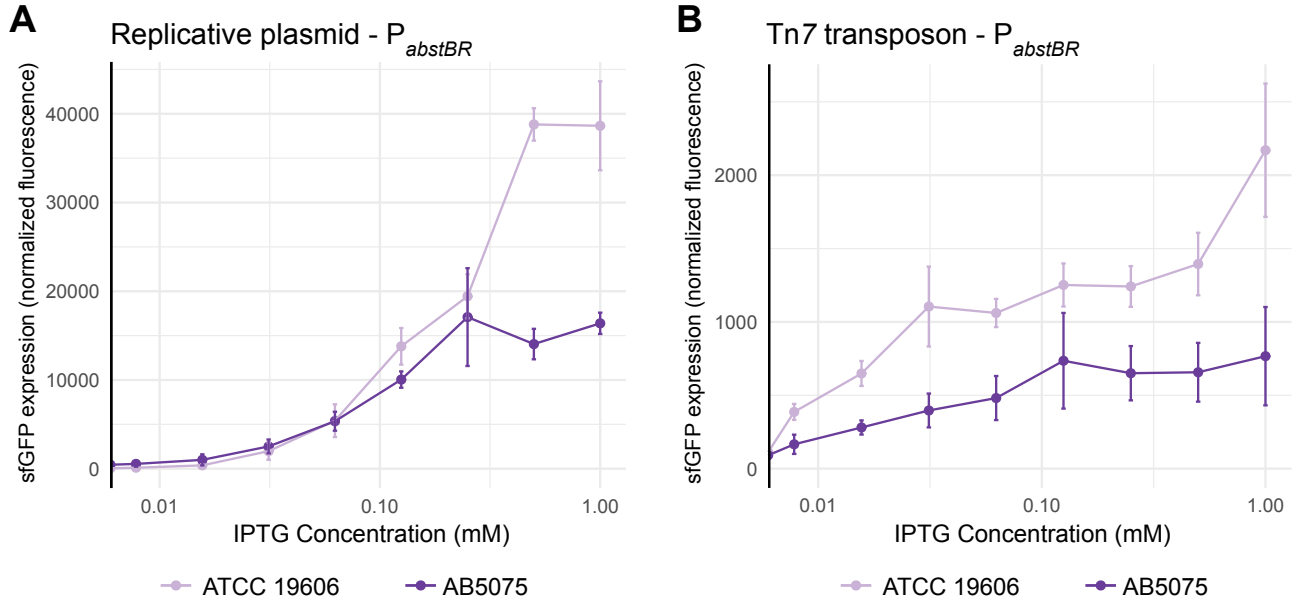 A
Replicative plasmid - P abstBR
sfGFP expression (normalized fluorescence)
40000
30000
20000
10000
0
0.01 0.10 1.00
IPTG Concentration (mM)
ATCC 19606 AB5075
B
Tn7 transposon - P abstBR
sfGFP expression (normalized fluorescence)
2000
1000
0
0.01 0.10 1.00
IPTG Concentration (mM)
ATCC 19606 AB5075